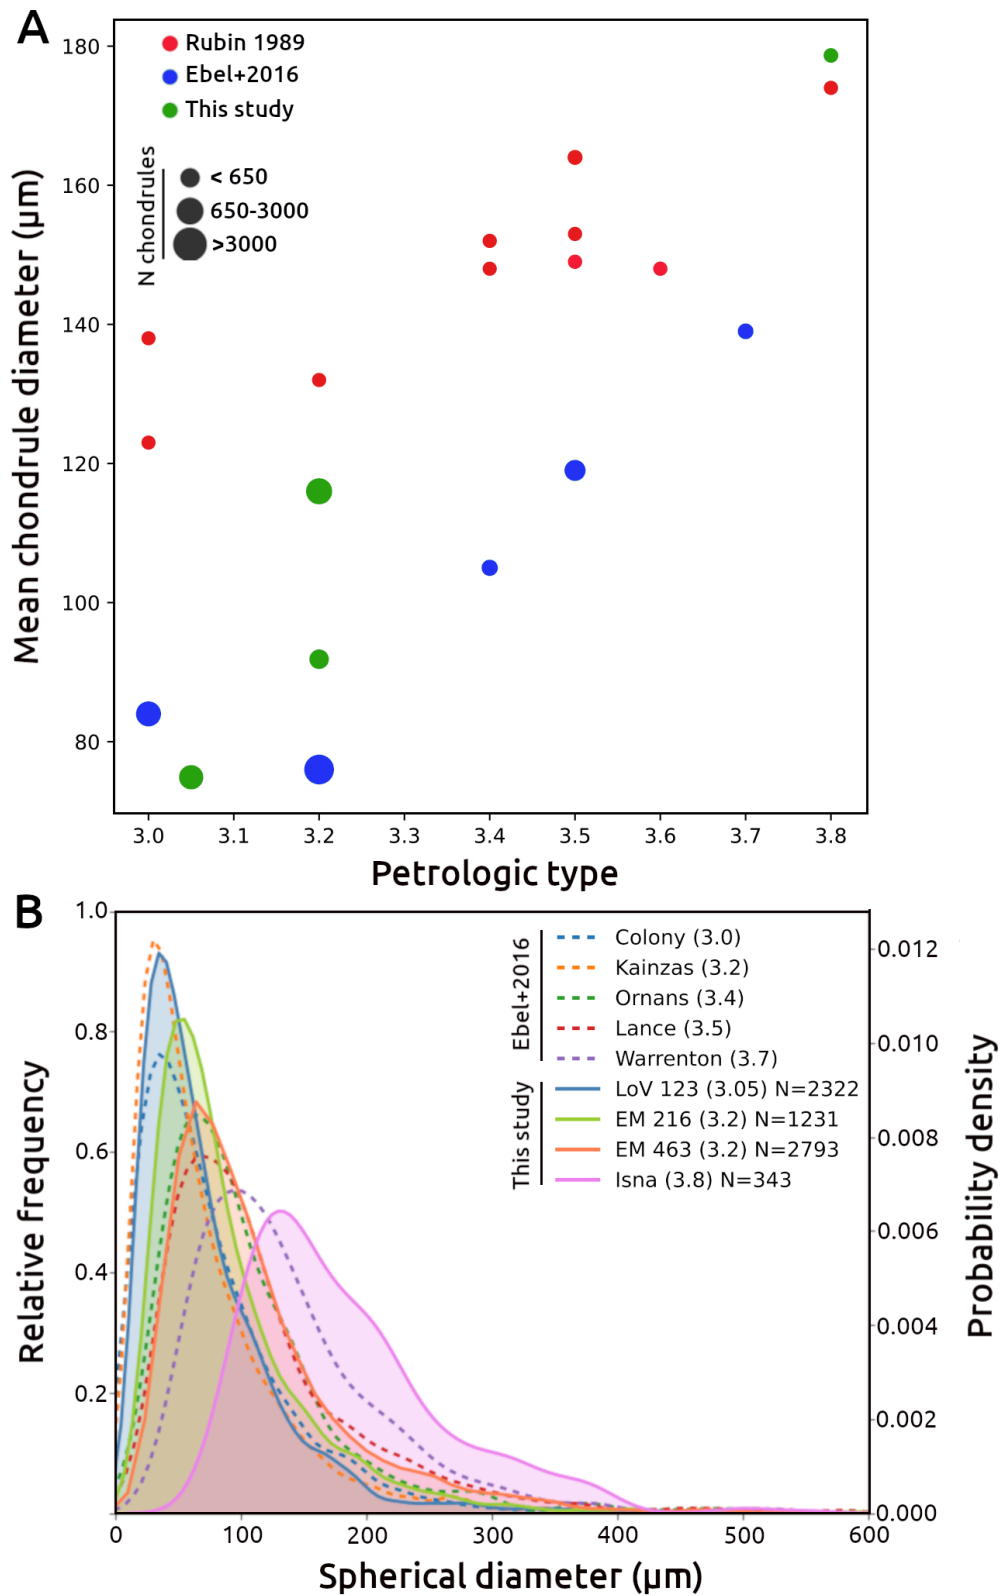 A
Rubin 1989
Ebel+2016
This study
N chondrules
< 650
650-3000
>3000
Mean chondrule diameter (μm)
180
160
140
120
100
80
3.0 3.1 3.2 3.3 3.4 3.5 3.6 3.7 3.8
Petrologic type
B
Ebel+2016
Colony (3.0)
Kainzas (3.2)
Ornans (3.4)
Lance (3.5)
Warrenton (3.7)
This study
LoV 123 (3.05) N=2322
EM 216 (3.2) N=1231
EM 463 (3.2) N=2793
Isna (3.8) N=343
Relative frequency
1.0
0.8
0.6
0.4
0.2
Probability density
0.012
0.010
0.008
0.006
0.004
0.002
0.000
0 100 200 300 400 500 600
Spherical diameter (μm)